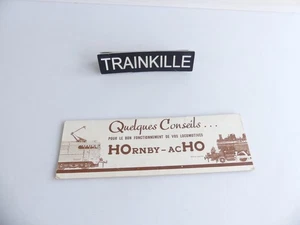 TRAINKILLE
Quelques Conseils...
POUR LE BON FONCTIONNEMENT DE VOS LOCOMOTIVES
HORNBY-ACHO